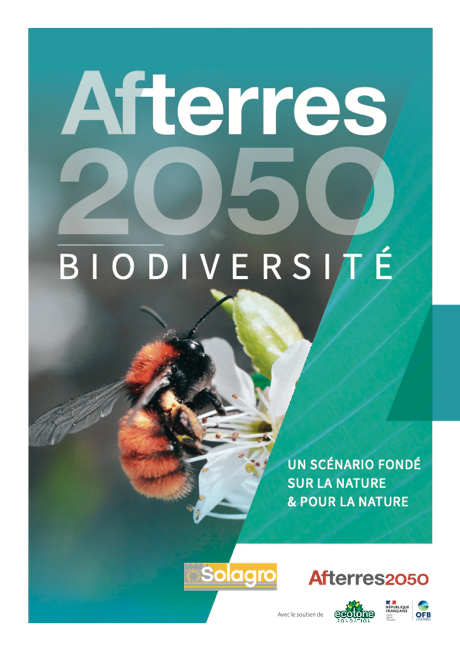 Afterres
2050
BIODIVERSITÉ
UN SCÉNARIO FONDÉ
SUR LA NATURE
& POUR LA NATURE
Solagro
Afterres2050
Avec le soutien de
ecotone
FONDATION
RÉPUBLIQUE
FRANÇAISE
OFB